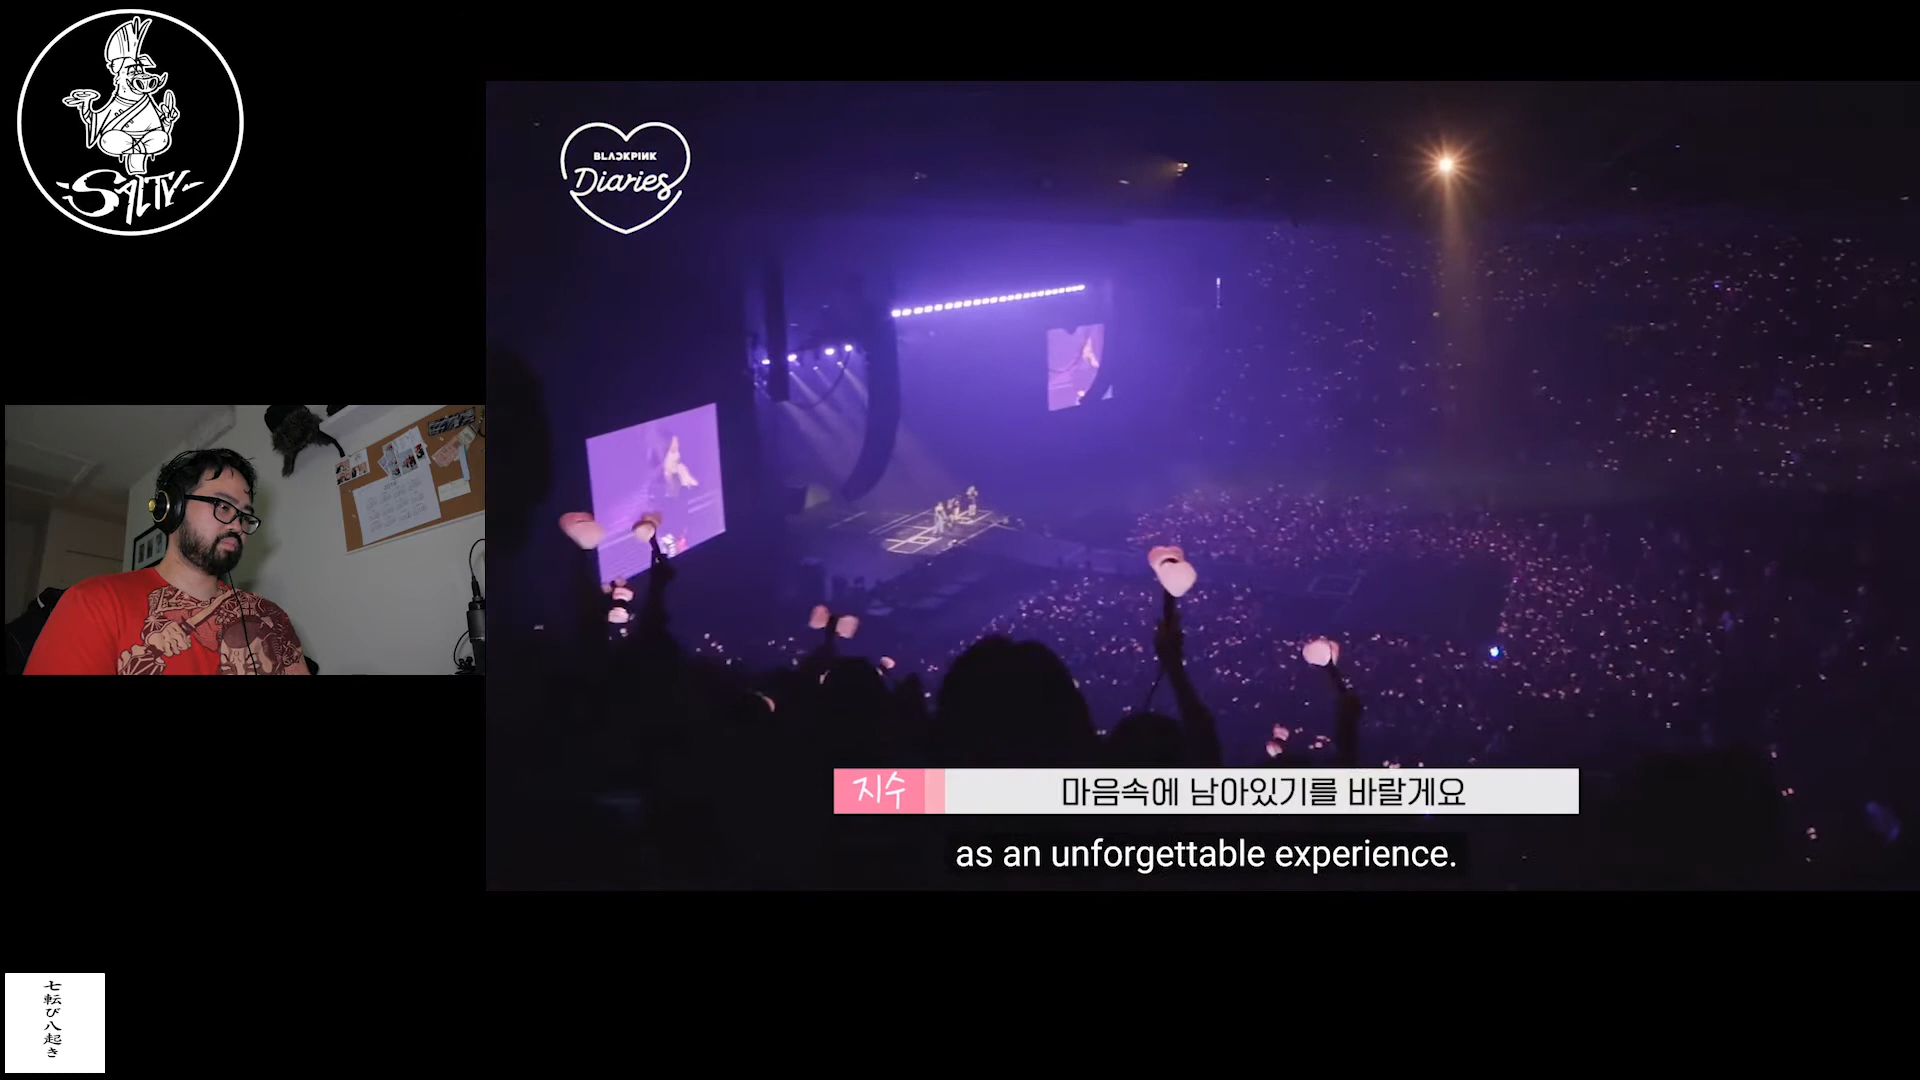 -SALTY-
BLACKPINK
Diaries
지수
마음속에 남아있기를 바랄게요
as an unforgettable experience.
七転び八起き